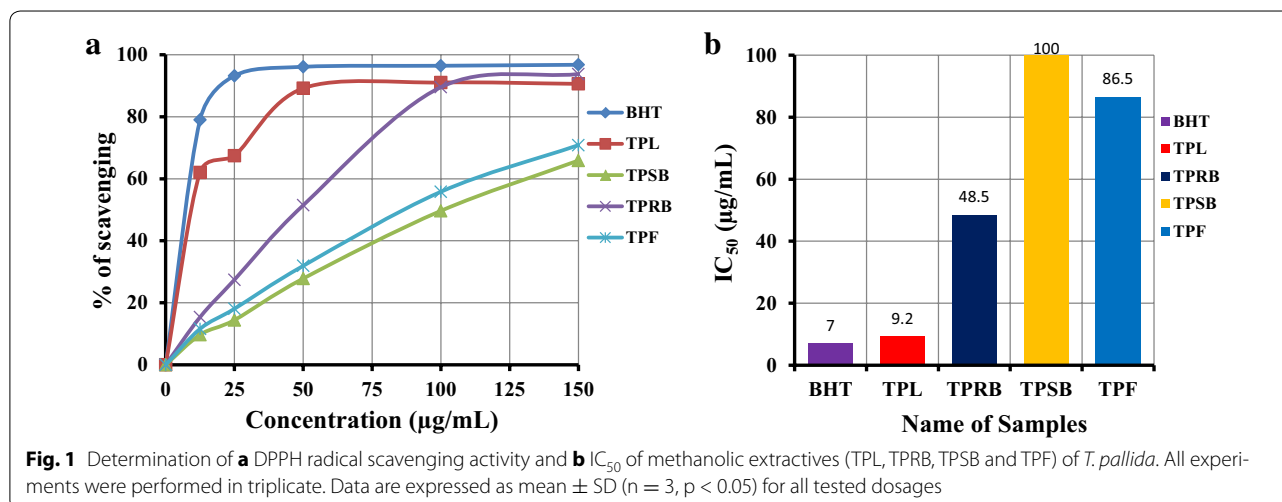 a
100
80
60
40
20
0
% of scavenging
0 25 50 75 100 125 150
Concentration (µg/mL)
BHT
TPL
TPSB
TPRB
TPF
b
100
80
60
40
20
0
IC50 (µg/mL)
7
9.2
48.5
100
86.5
BHT TPL TPRB TPSB TPF
Name of Samples
BHT
TPL
TPRB
TPSB
TPF
Fig. 1 Determination of a DPPH radical scavenging activity and b IC50 of methanolic extractives (TPL, TPRB, TPSB and TPF) of T. pallida. All experi-
ments were performed in triplicate. Data are expressed as mean ± SD (n = 3, p < 0.05) for all tested dosages